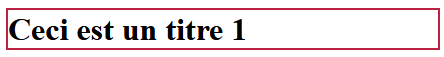 Ceci est un titre 1